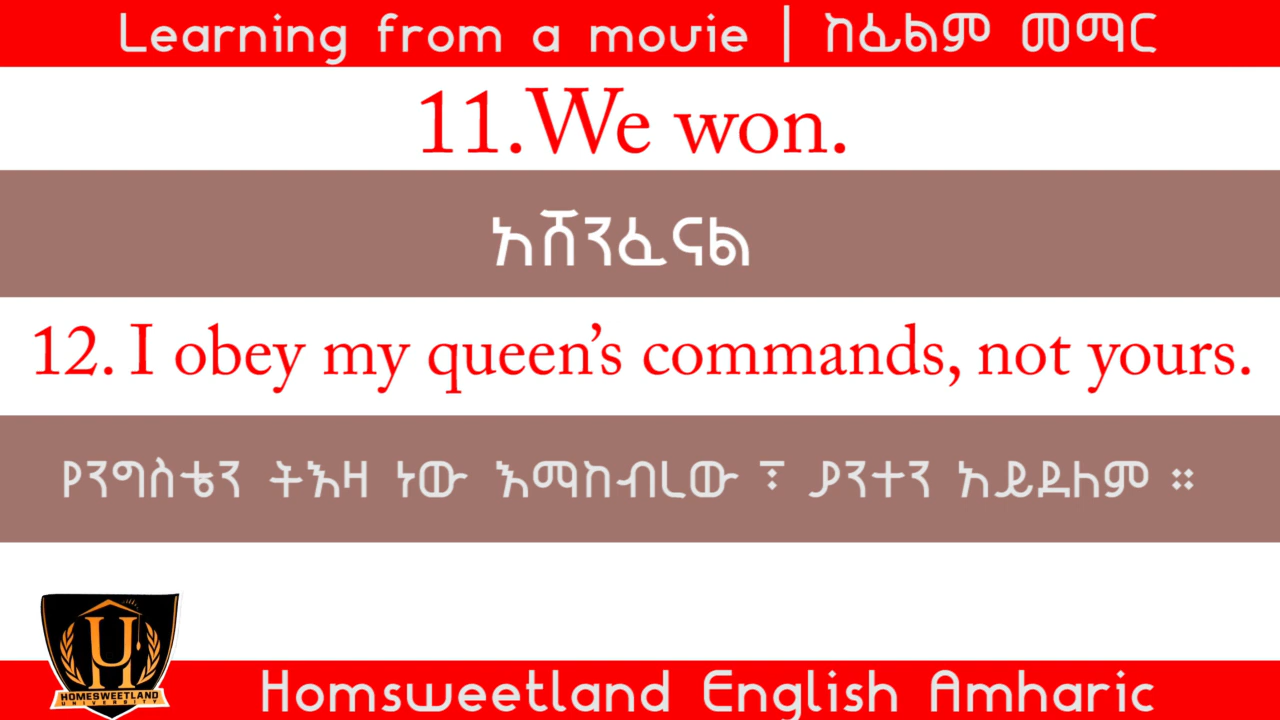 Learning from a movie | ከፊልም መማር
11.We won.
አሸንፈናል
12. I obey my queen’s commands, not yours.
የንግስቴን ትእዛ ነው እማከብረው ፣ ያንተን አይደለም ።
HOMESWEETLAND
UNIVERSITY
Homsweetland English Amharic